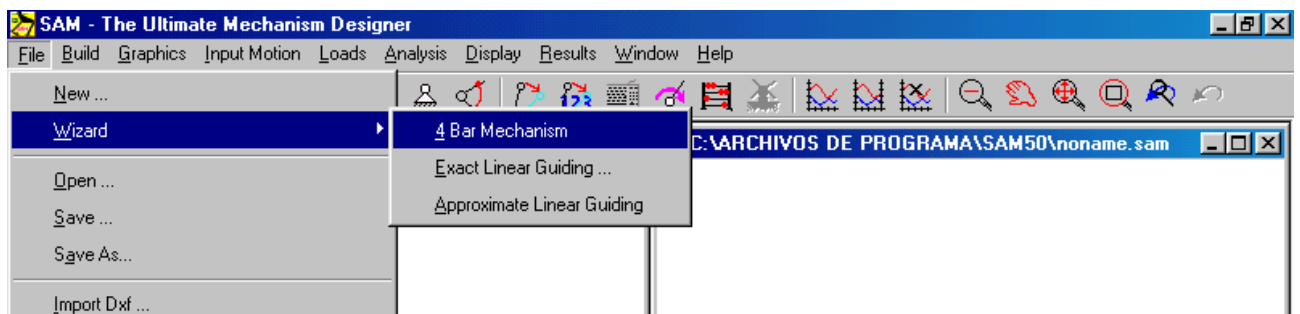 SAM - The Ultimate Mechanism Designer
File Build Graphics Input Motion Loads Analysis Display Results Window Help
New ...
123
Wizard
4 Bar Mechanism
C:\ARCHIVOS DE PROGRAMA\SAM50\noname.sam
Exact Linear Guiding ...
Open ...
Approximate Linear Guiding
Save ...
Save As...
Import Dxf ...